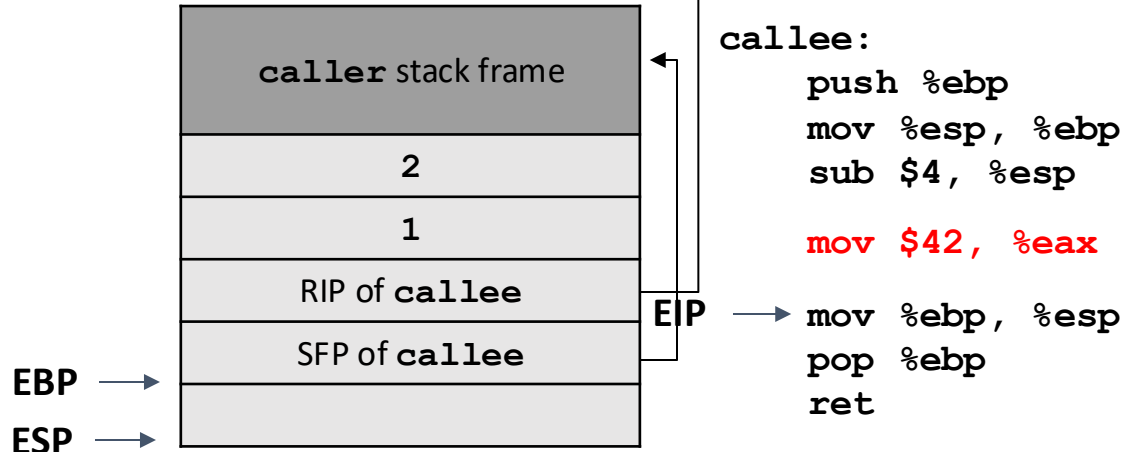 caller stack frame
2
1
RIP of callee
SFP of callee
EBP
ESP
callee:
push %ebp
mov %esp, %ebp
sub $4, %esp
mov $42, %eax
EIP
mov %ebp, %esp
pop %ebp
ret